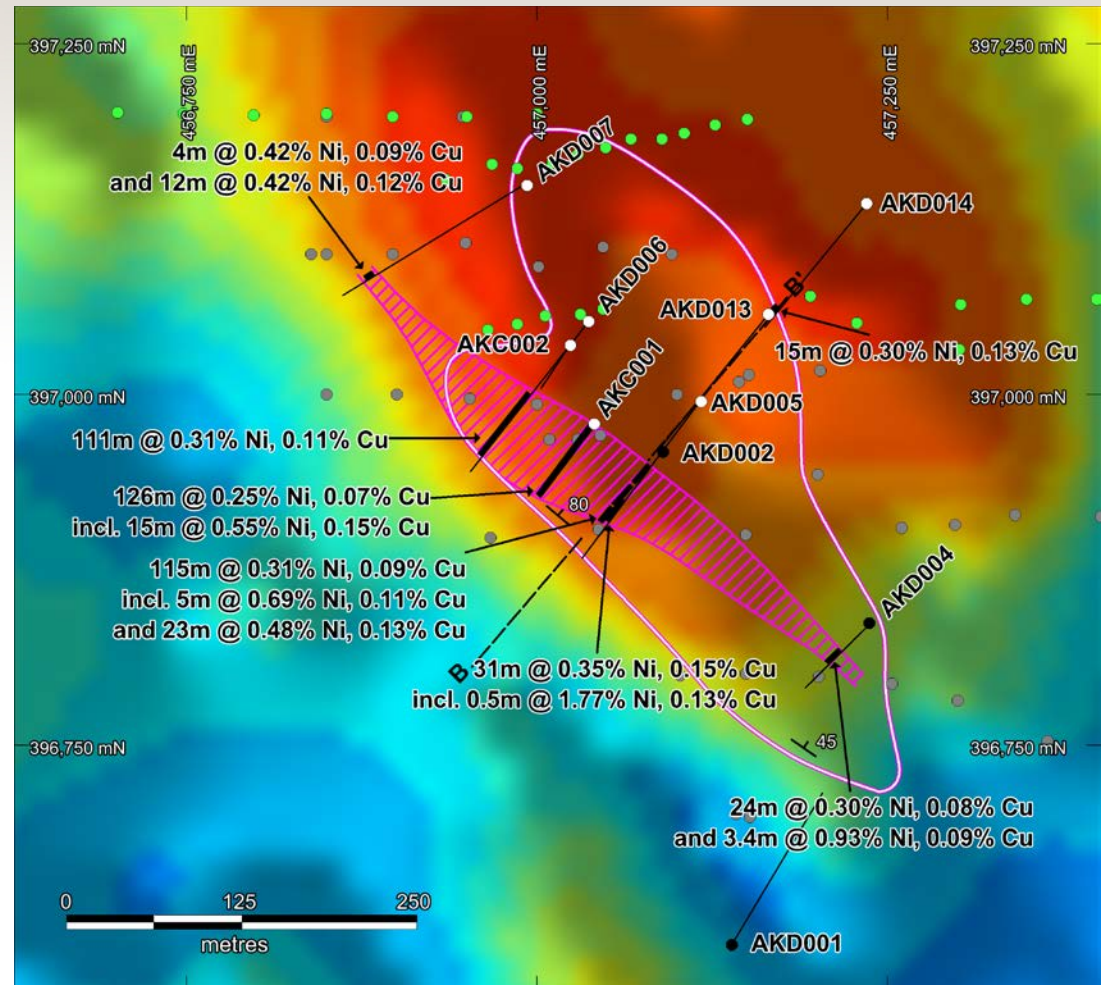 397,250 mN
456,750 mE
457,000 mE
457,250 mE
397,250 mN
4m @ 0.42% Ni, 0.09% Cu
and 12m @ 0.42% Ni, 0.12% Cu
AKD007
AKD014
AKD006
B'
AKD013
AKC002
15m @ 0.30% Ni, 0.13% Cu
AKC001
397,000 mN
AKD005
397,000 mN
111m @ 0.31% Ni, 0.11% Cu
AKD002
126m @ 0.25% Ni, 0.07% Cu
incl. 15m @ 0.55% Ni, 0.15% Cu
80
115m @ 0.31% Ni, 0.09% Cu
incl. 5m @ 0.69% Ni, 0.11% Cu
and 23m @ 0.48% Ni, 0.13% Cu
AKD004
B
31m @ 0.35% Ni, 0.15% Cu
incl. 0.5m @ 1.77% Ni, 0.13% Cu
396,750 mN
45
396,750 mN
24m @ 0.30% Ni, 0.08% Cu
and 3.4m @ 0.93% Ni, 0.09% Cu
0 125 250
metres
AKD001